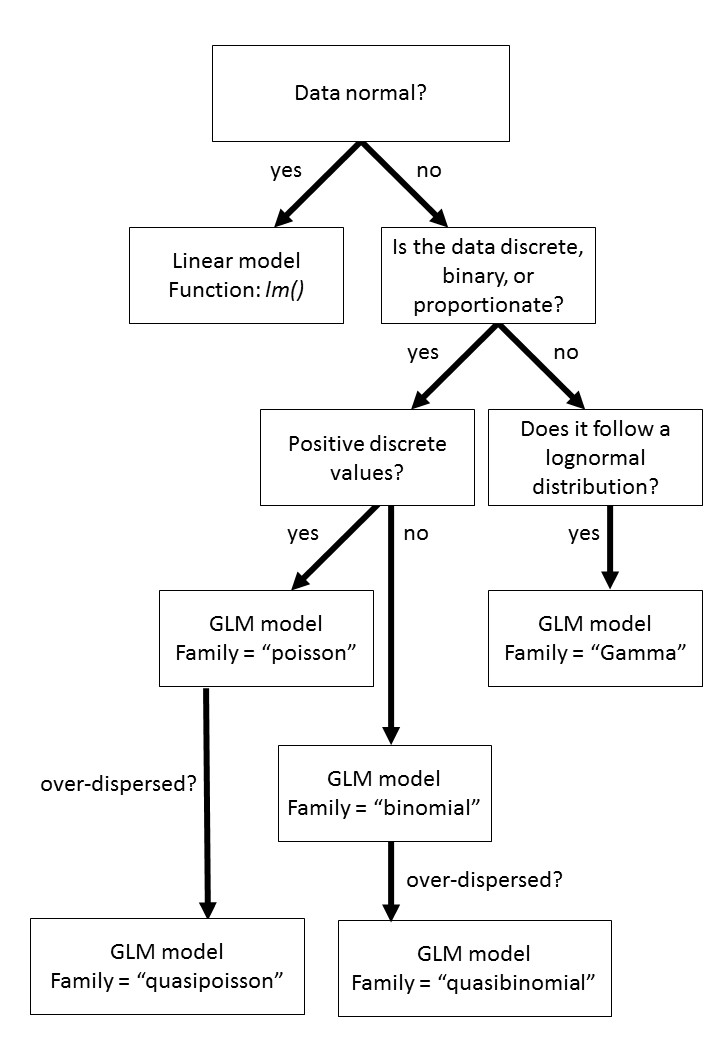 Data normal?
yes
no
Linear model
Function: lm()
Is the data discrete,
binary, or
proportionate?
yes
no
Positive discrete
values?
Does it follow a
lognormal
distribution?
yes
no
yes
GLM model
Family = “poisson”
GLM model
Family = “Gamma”
over-dispersed?
GLM model
Family = “binomial”
over-dispersed?
GLM model
Family = “quasipoisson”
GLM model
Family = “quasibinomial”